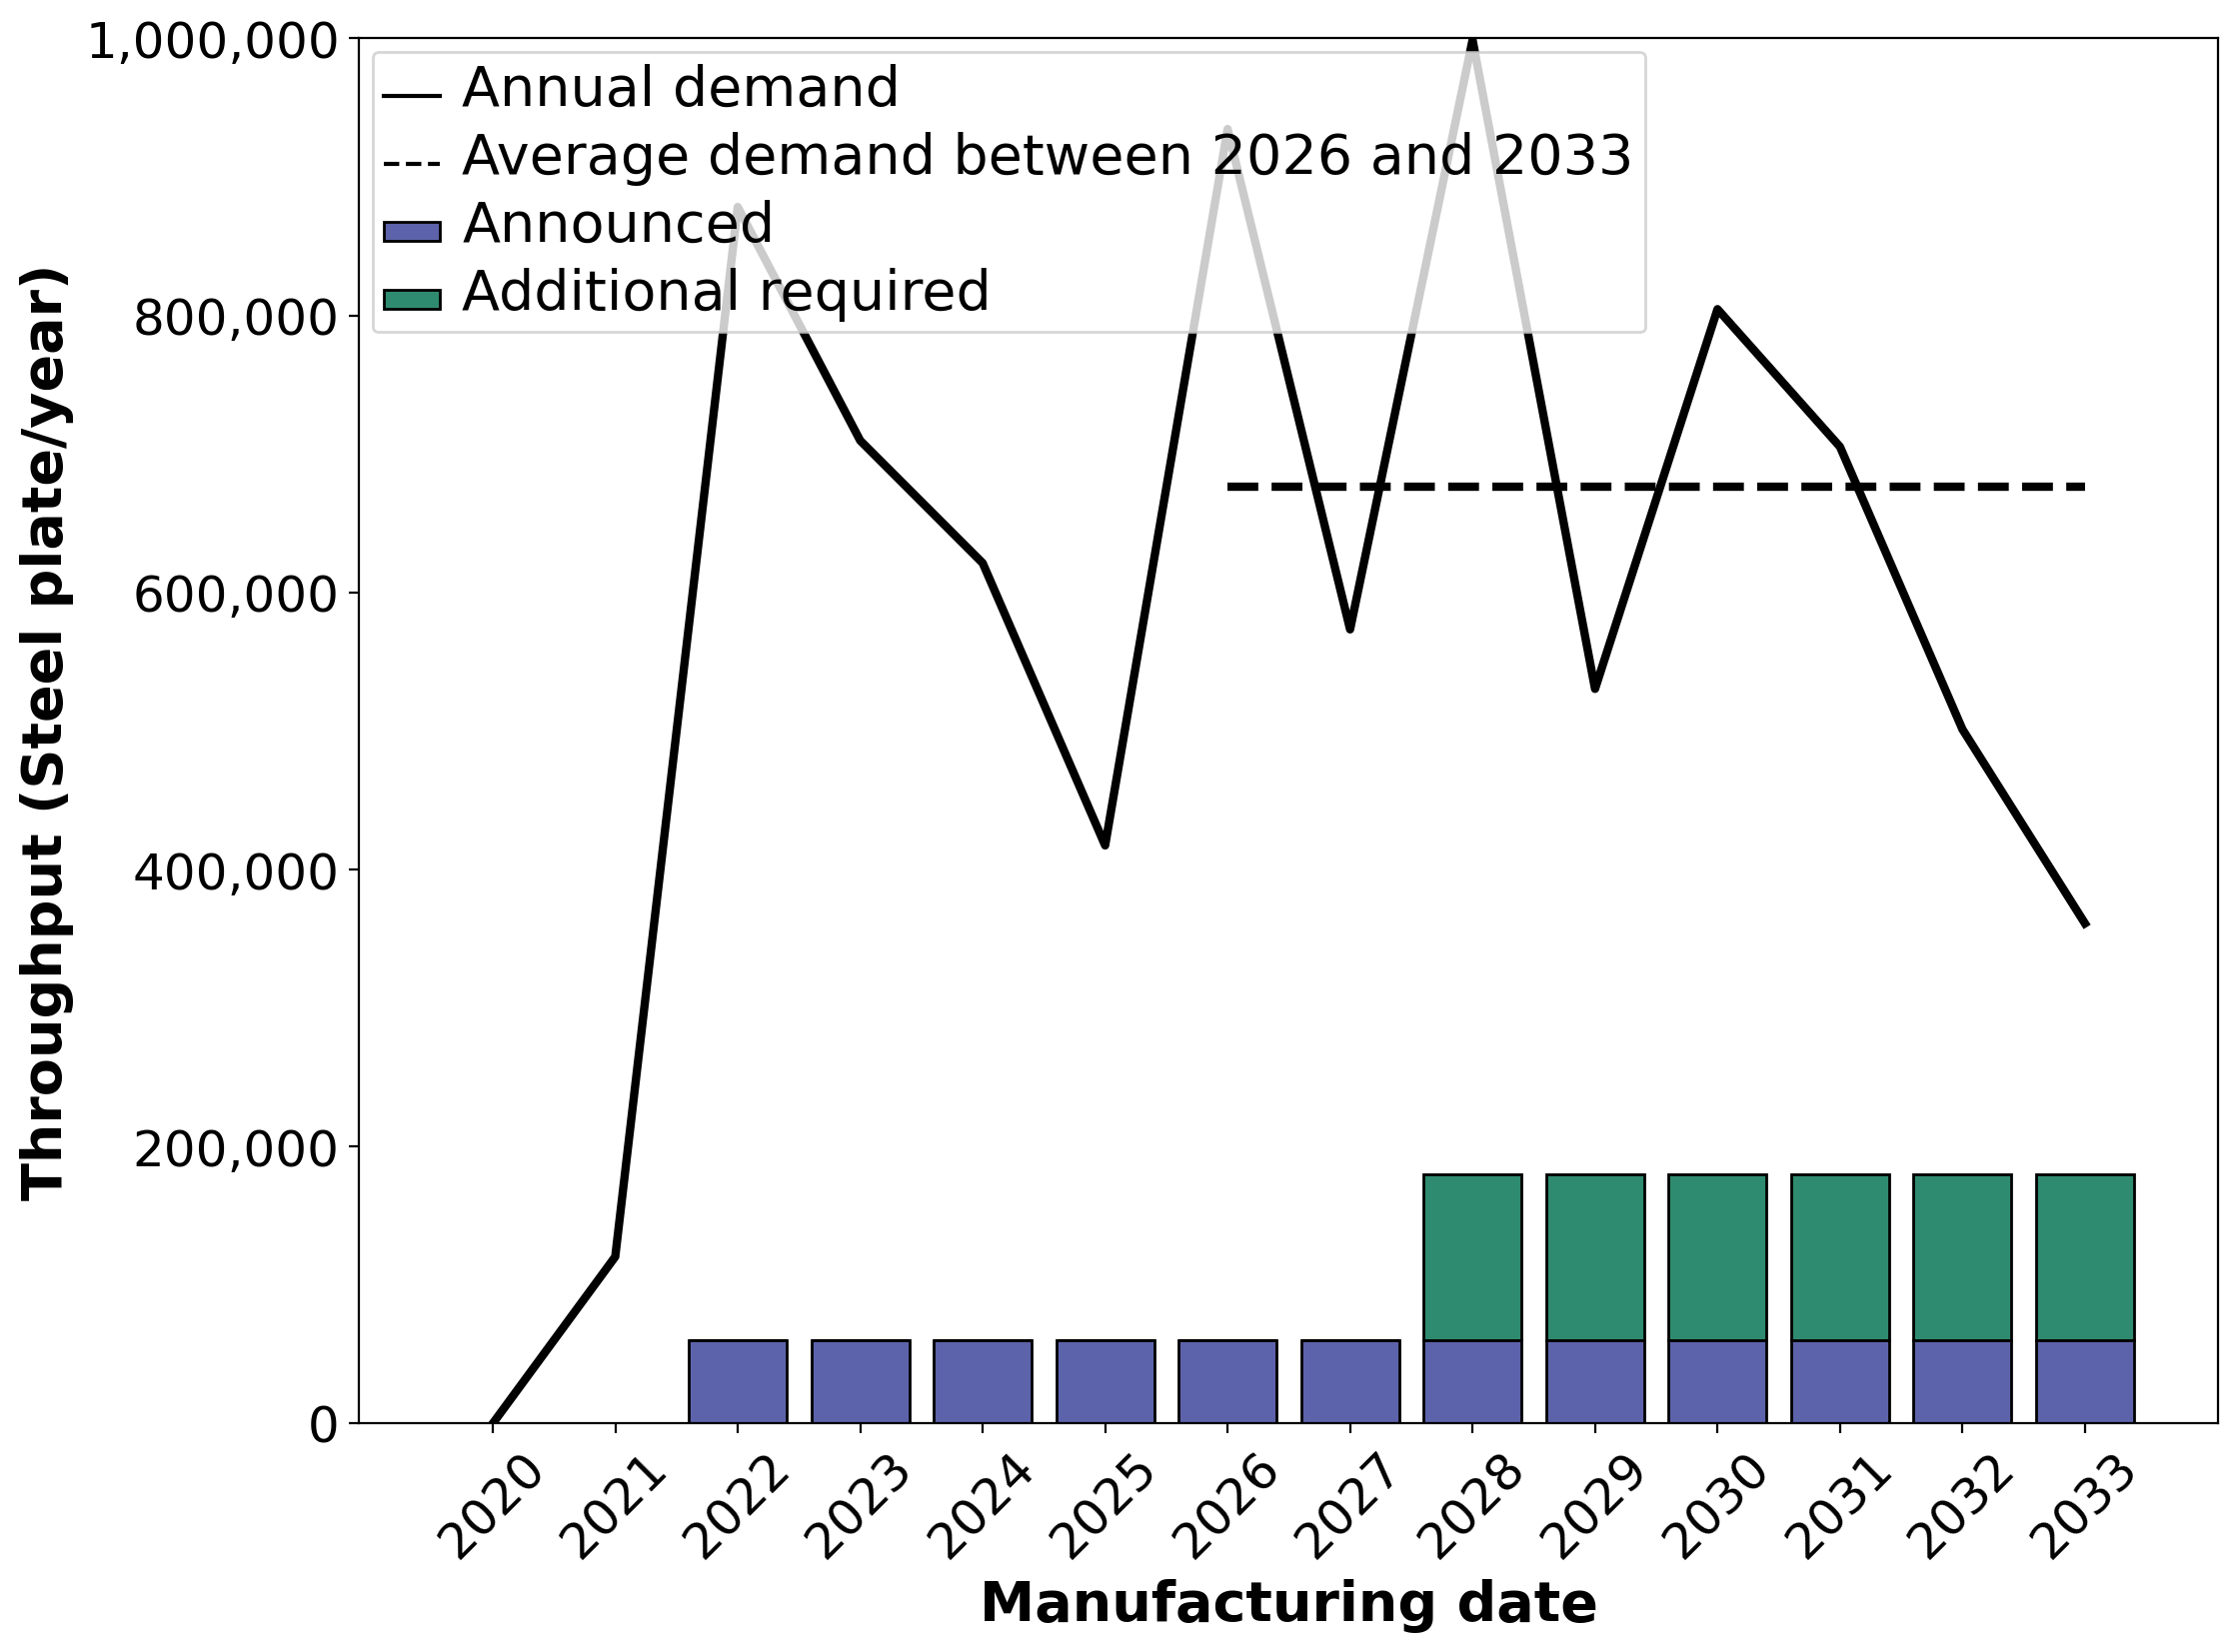 1,000,000
800,000
600,000
400,000
200,000
0
Throughput (Steel plate/year)
Annual demand
Average demand between 2026 and 2033
Announced
Additional required
2020 2021 2022 2023 2024 2025 2026 2027 2028 2029 2030 2031 2032 2033
Manufacturing date